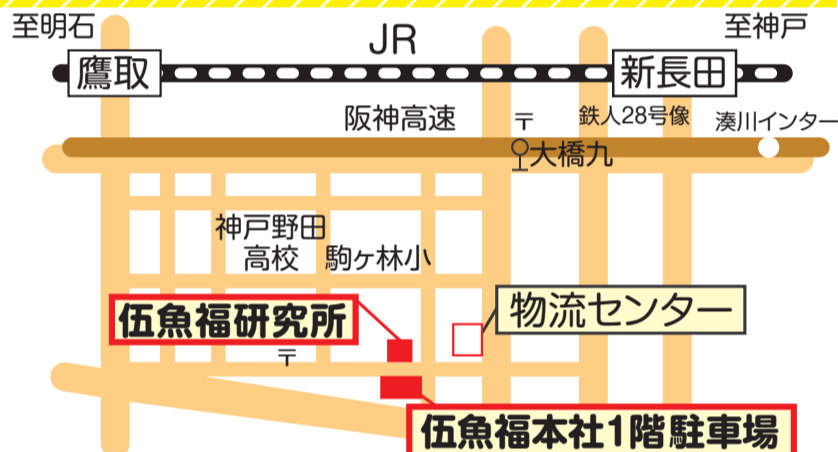 至明石
至神戸
JR
鷹取
新長田
阪神高速
〒
鉄人28号像
湊川インター
大橋九
神戸野田
高校
駒ヶ林小
伍魚福研究所
物流センター
〒
伍魚福本社1階駐車場